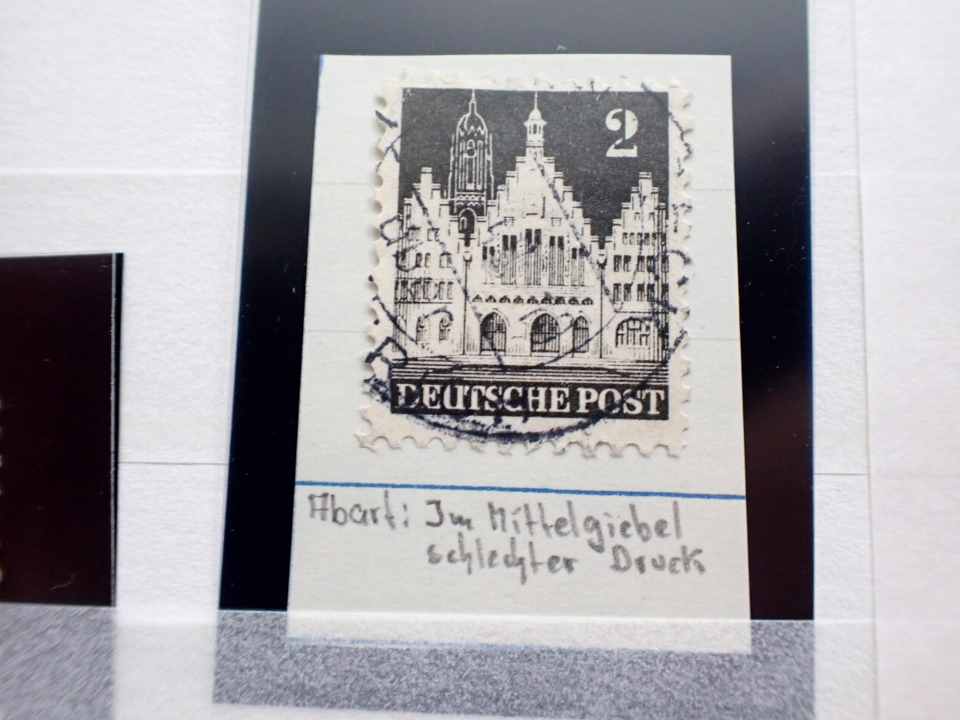 2
DEUTSCHE POST
Abart: Im Mittelgiebel
schlechter Druck